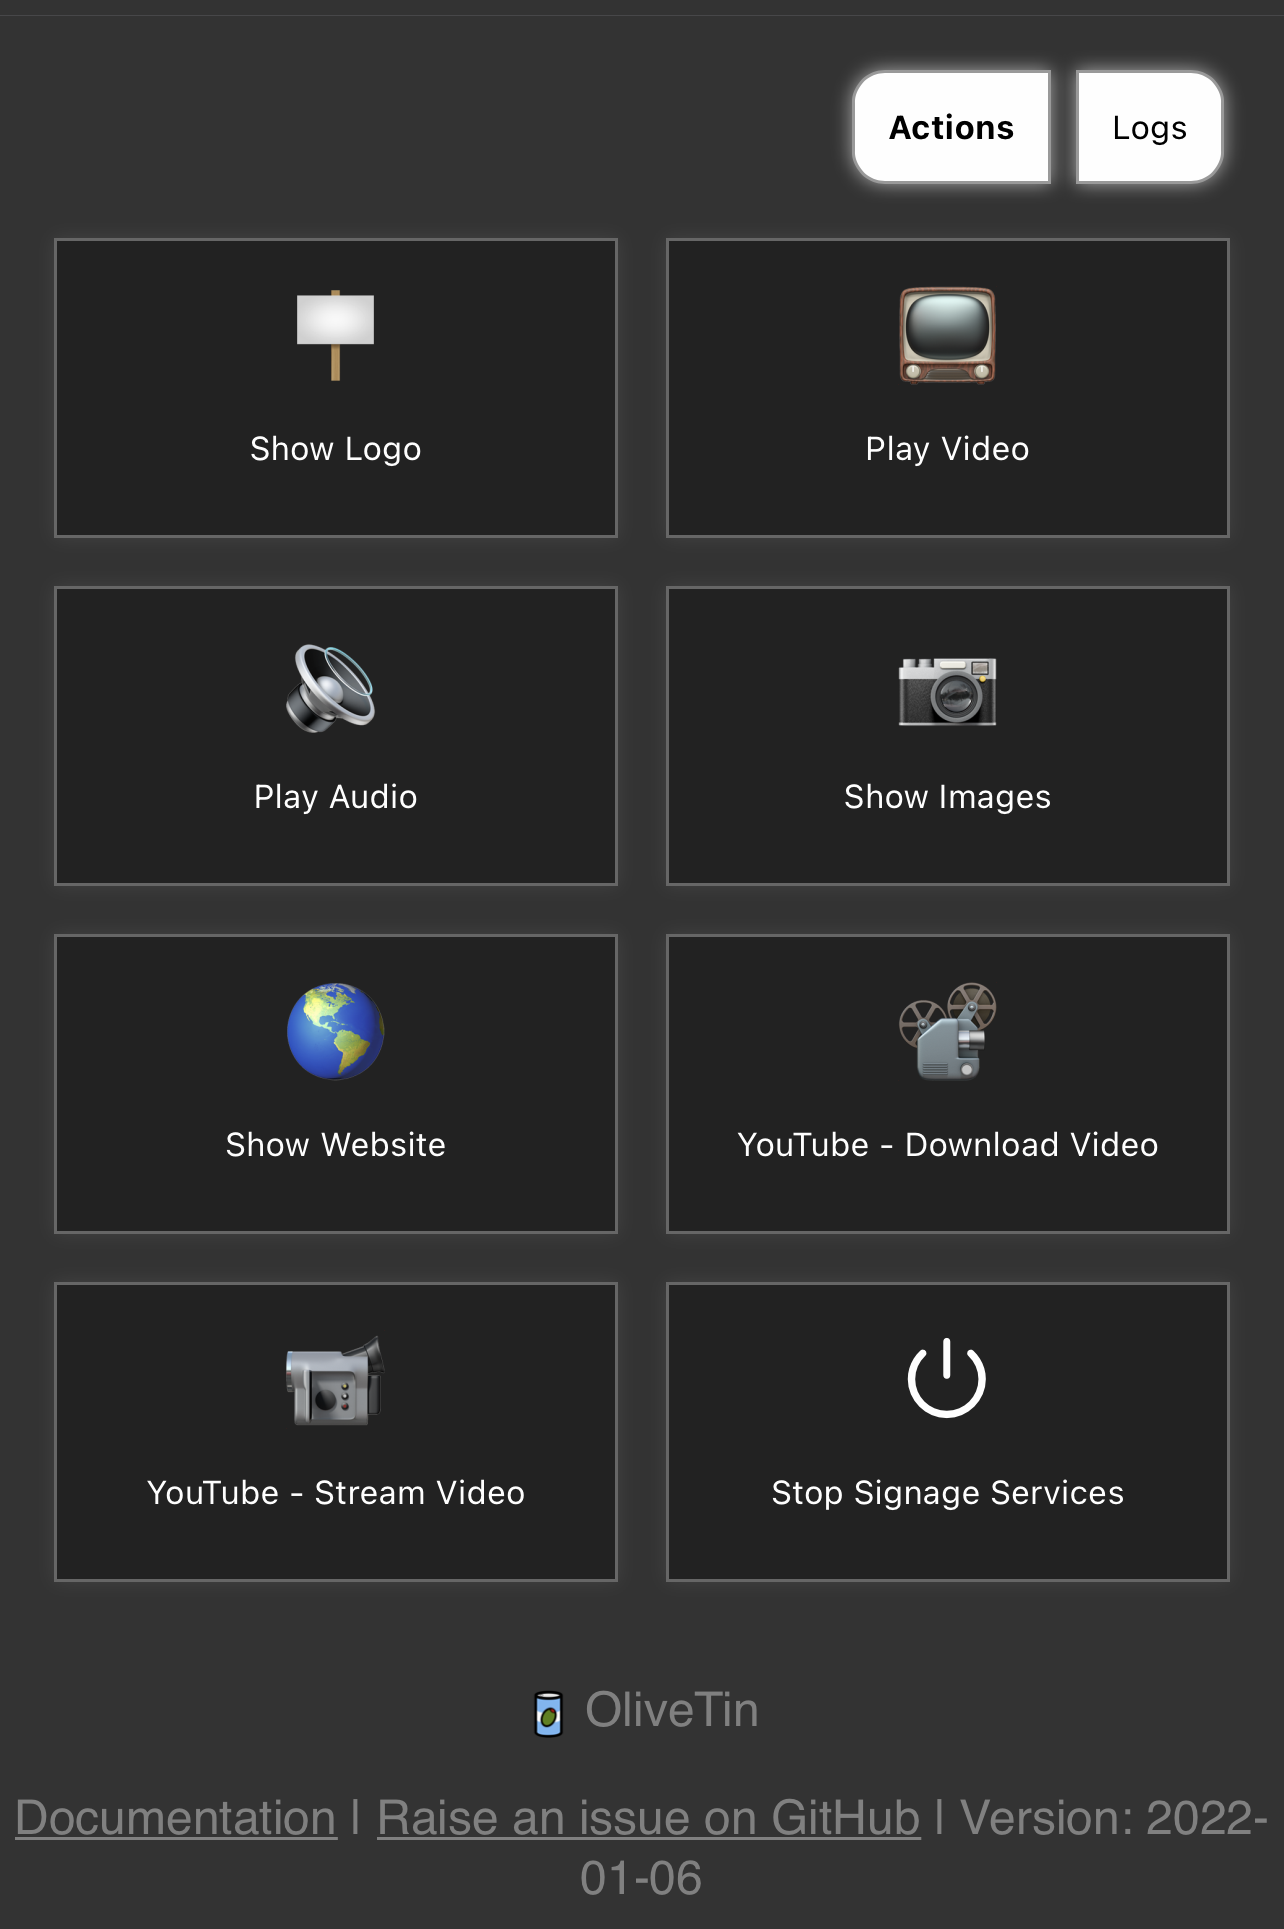 Actions Logs
Show Logo
Play Video
Play Audio
Show Images
Show Website
YouTube - Download Video
YouTube - Stream Video
Stop Signage Services
OliveTin
Documentation | Raise an issue on GitHub | Version: 2022-
01-06